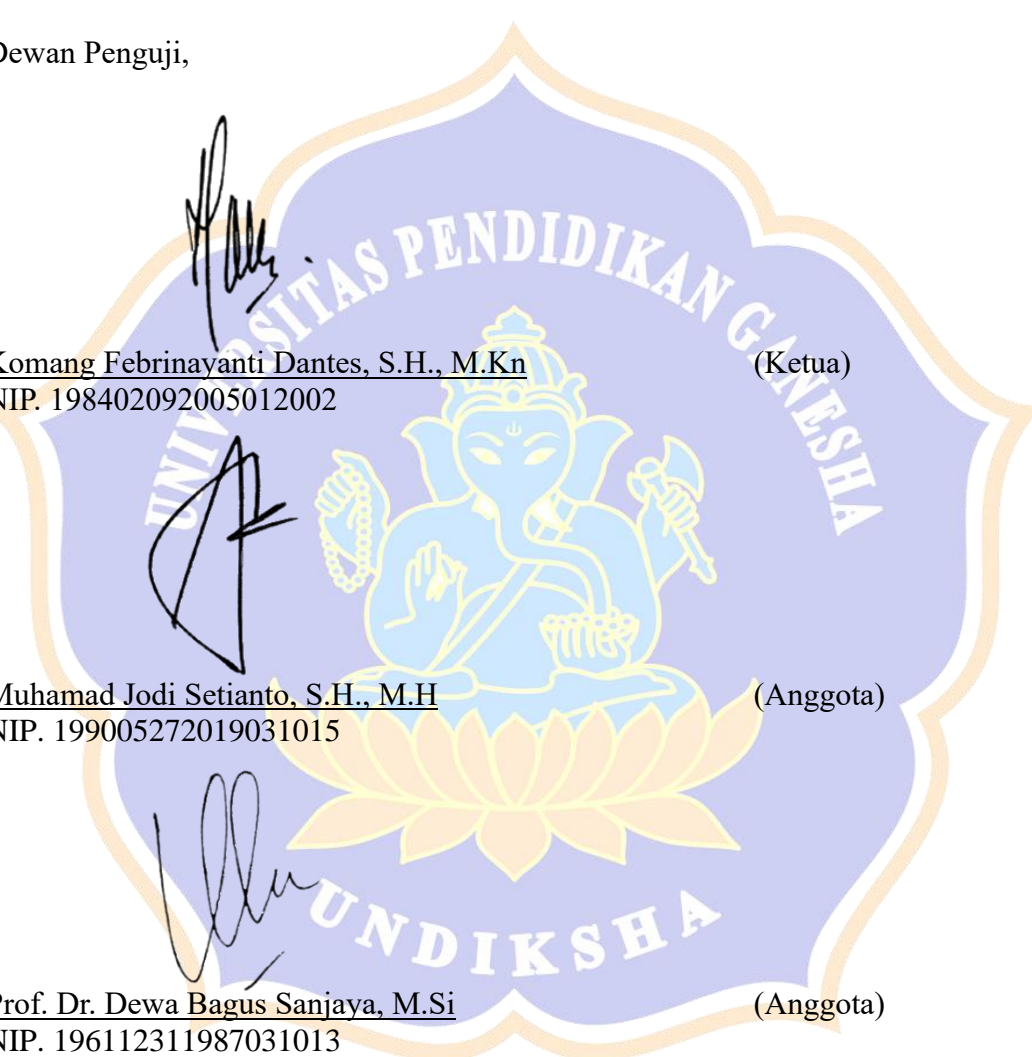 Dewan Penguji,
UNIVERSITAS PENDIDIKAN GANESHA
Komang Febrinayanti Dantes, S.H., M.Kn (Ketua)
NIP. 198402092005012002
Muhamad Jodi Setianto, S.H., M.H (Anggota)
NIP. 199005272019031015
UNDIKSHA
Prof. Dr. Dewa Bagus Sanjaya, M.Si (Anggota)
NIP. 196112311987031013